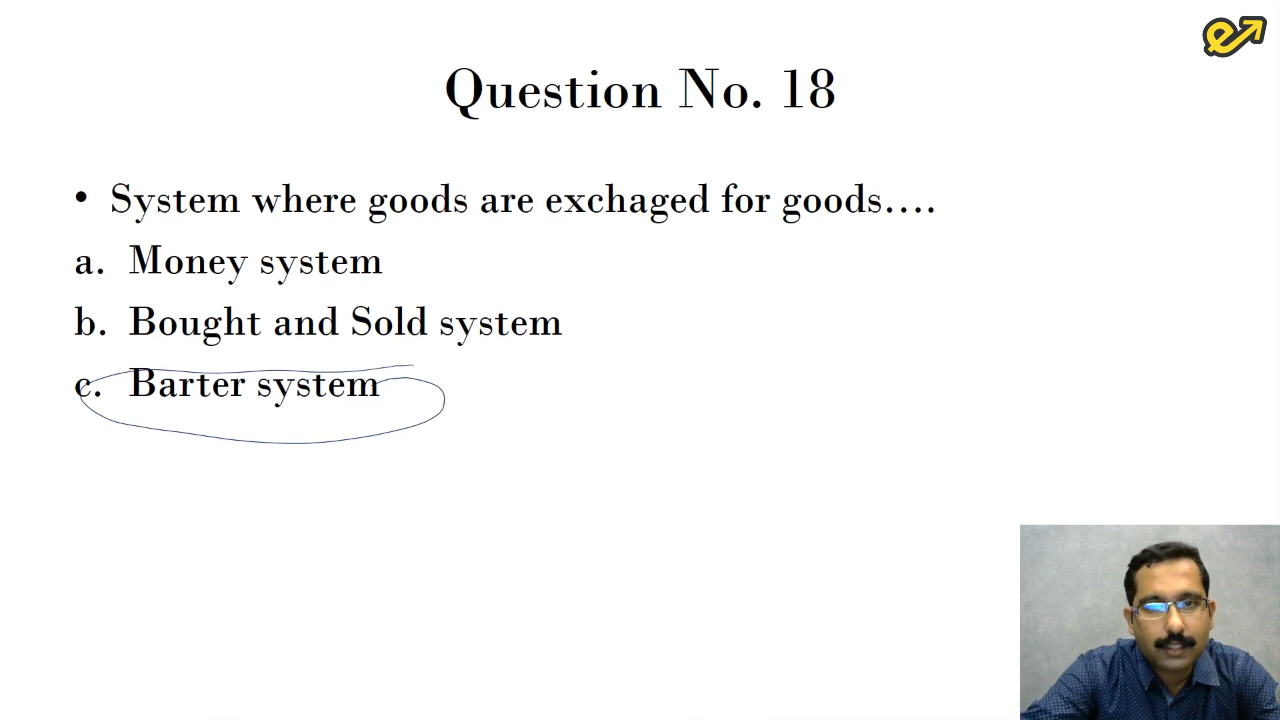 Question No. 18
• System where goods are exchaged for goods….
a. Money system
b. Bought and Sold system
c. Barter system